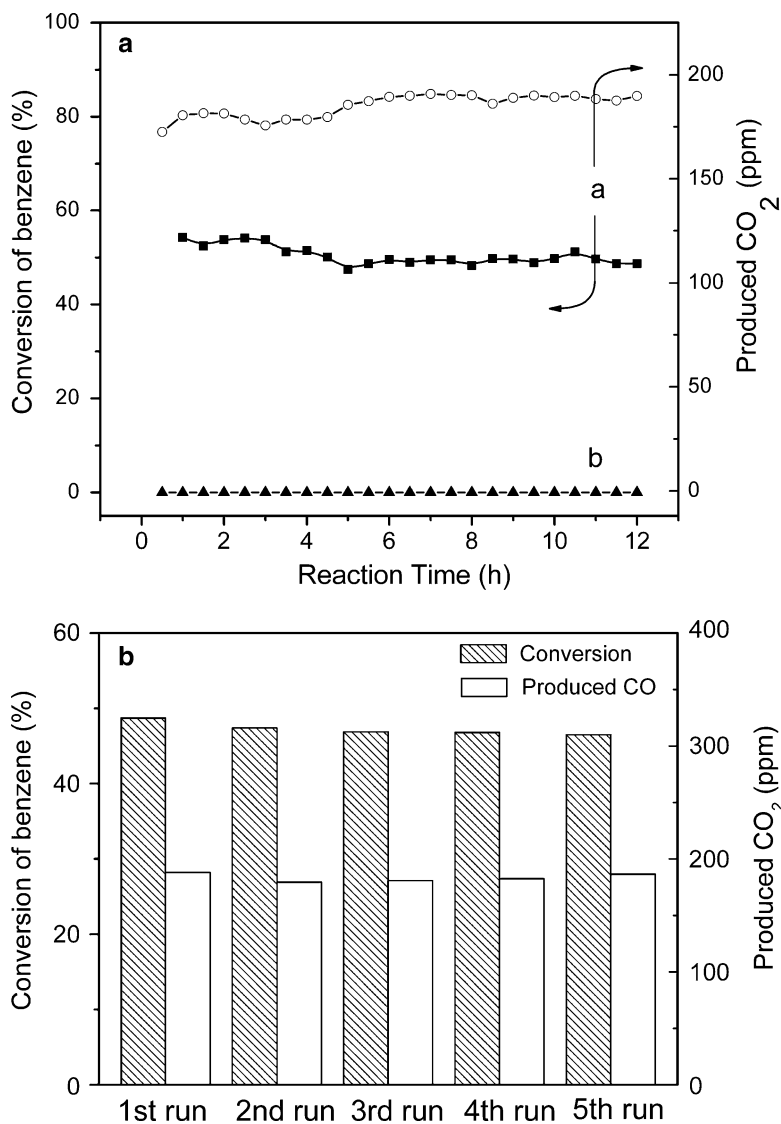 a
100
80
60
40
20
0
Conversion of benzene (%)
200
150
100
50
0
Produced CO2 (ppm)
a
b
0 2 4 6 8 10 12
Reaction Time (h)
b
Conversion
Produced CO
60
40
20
0
Conversion of benzene (%)
400
300
200
100
0
Produced CO2 (ppm)
1st run 2nd run 3rd run 4th run 5th run